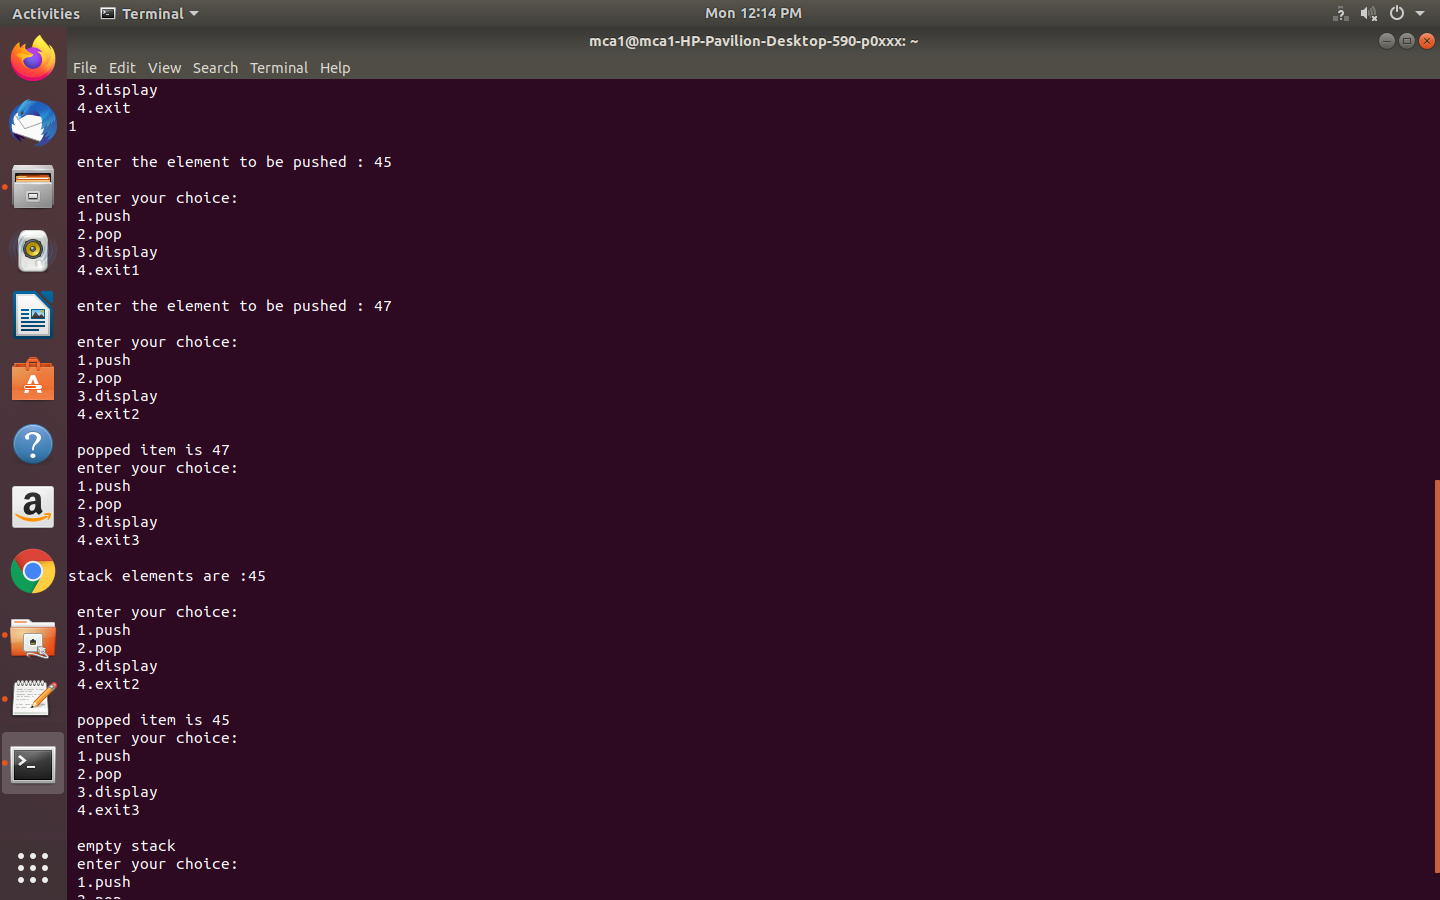 Activities Terminal Mon 12:14 PM
mca1@mca1-HP-Pavilion-Desktop-590-p0xxx: ~
File Edit View Search Terminal Help
3.display
4.exit
1
enter the element to be pushed : 45
enter your choice:
1.push
2.pop
3.display
4.exit1
enter the element to be pushed : 47
enter your choice:
1.push
2.pop
3.display
4.exit2
popped item is 47
enter your choice:
1.push
2.pop
3.display
4.exit3
stack elements are :45
enter your choice:
1.push
2.pop
3.display
4.exit2
popped item is 45
enter your choice:
1.push
2.pop
3.display
4.exit3
empty stack
enter your choice:
1.push